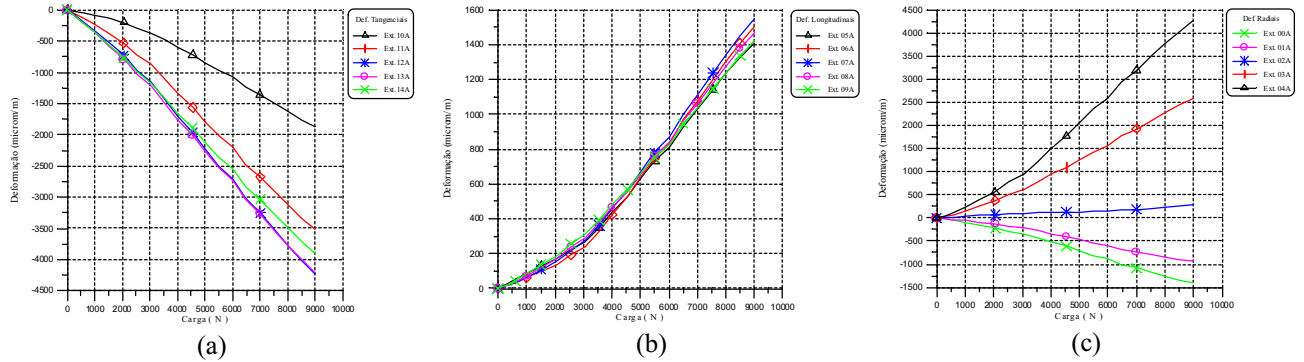 0
-500
-1000
-1500
-2000
-2500
-3000
-3500
-4000
-4500
Deformação (microm/m)
0 1000 2000 3000 4000 5000 6000 7000 8000 9000 10000
Carga ( N )
Def. Tangenciais
Ext. 10A
Ext. 11A
Ext. 12A
Ext. 13A
Ext. 14A
(a)
1600
1400
1200
1000
800
600
400
200
0
Deformação (microm/m)
0 1000 2000 3000 4000 5000 6000 7000 8000 9000 10000
Carga ( N )
Def. Longitudinais
Ext. 05A
Ext. 06A
Ext. 07A
Ext. 08A
Ext. 09A
(b)
4500
4000
3500
3000
2500
2000
1500
1000
500
0
-500
-1000
-1500
Deformação (microm/m)
0 1000 2000 3000 4000 5000 6000 7000 8000 9000 10000
Carga ( N )
Def. Radiais
Ext. 00A
Ext. 01A
Ext. 02A
Ext. 03A
Ext. 04A
(c)